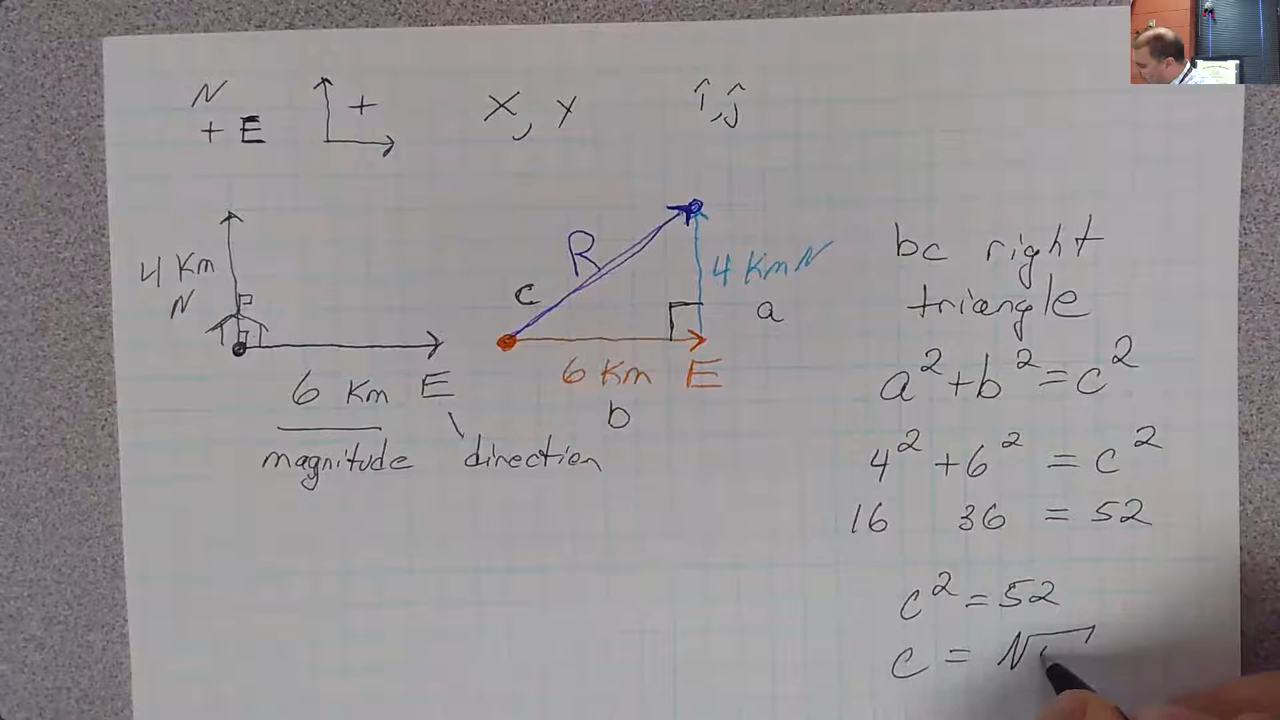 N
+ E
+
X, Y
î, ĵ
4 Km
N
6 Km E
magnitude direction
R
c
4 Km N
a
6 Km E
b
bc right
triangle
a² + b² = c²
4² + 6² = c²
16 36 = 52
c² = 52
c = √